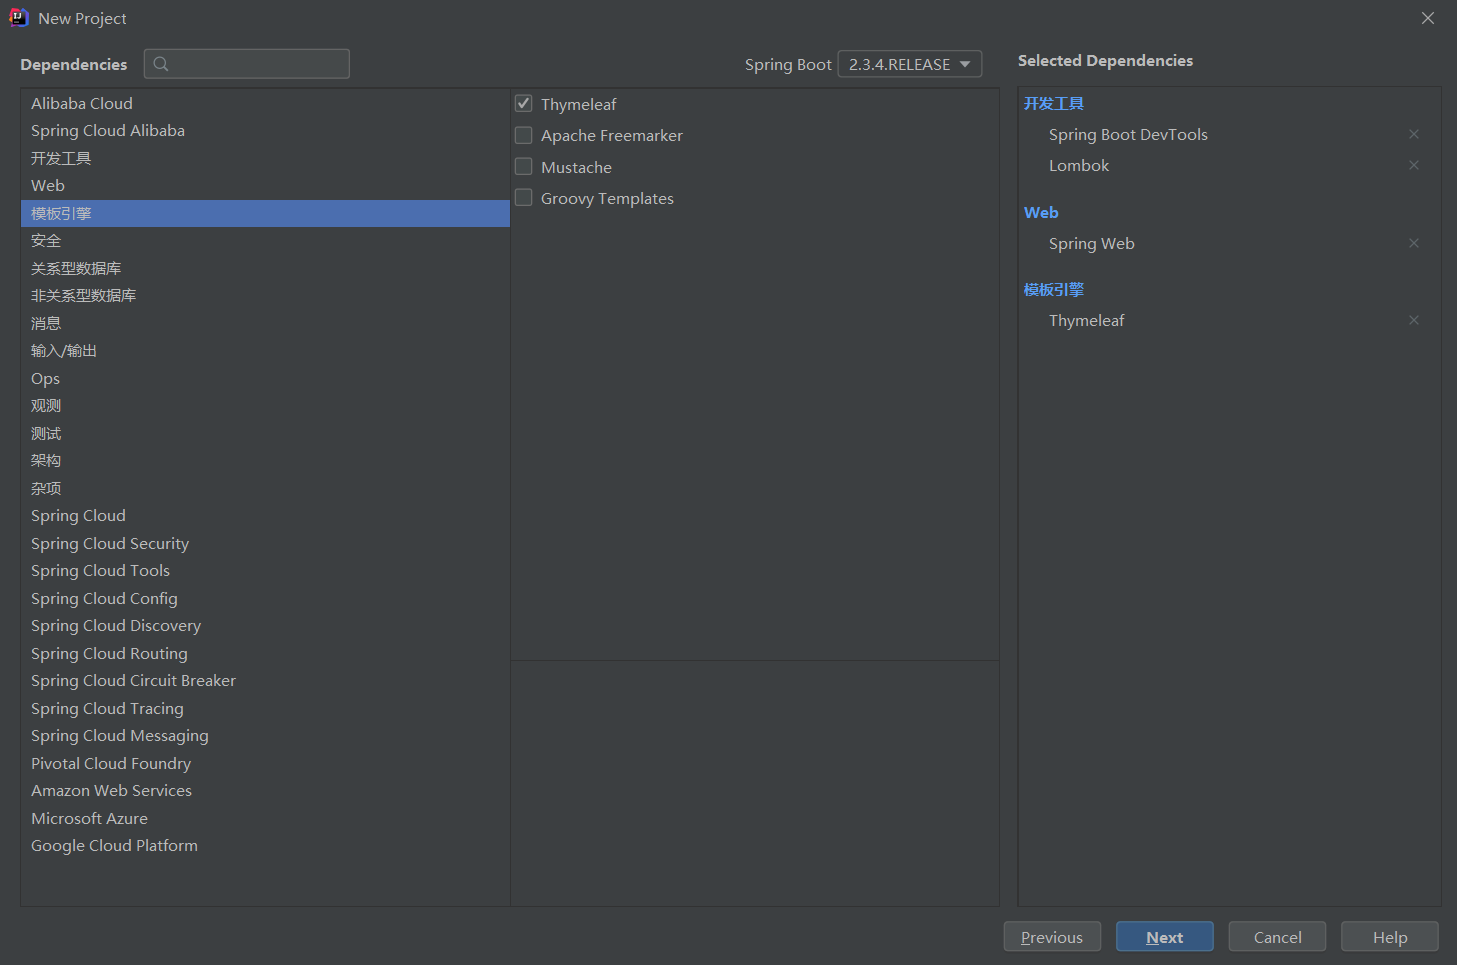 New Project
Dependencies
Spring Boot 2.3.4.RELEASE
Selected Dependencies
Alibaba Cloud
Spring Cloud Alibaba
开发工具
Web
模板引擎
安全
关系型数据库
非关系型数据库
消息
输入/输出
Ops
观测
测试
架构
杂项
Spring Cloud
Spring Cloud Security
Spring Cloud Tools
Spring Cloud Config
Spring Cloud Discovery
Spring Cloud Routing
Spring Cloud Circuit Breaker
Spring Cloud Tracing
Spring Cloud Messaging
Pivotal Cloud Foundry
Amazon Web Services
Microsoft Azure
Google Cloud Platform
Thymeleaf
Apache Freemarker
Mustache
Groovy Templates
开发工具
Spring Boot DevTools
Lombok
Web
Spring Web
模板引擎
Thymeleaf
Previous
Next
Cancel
Help